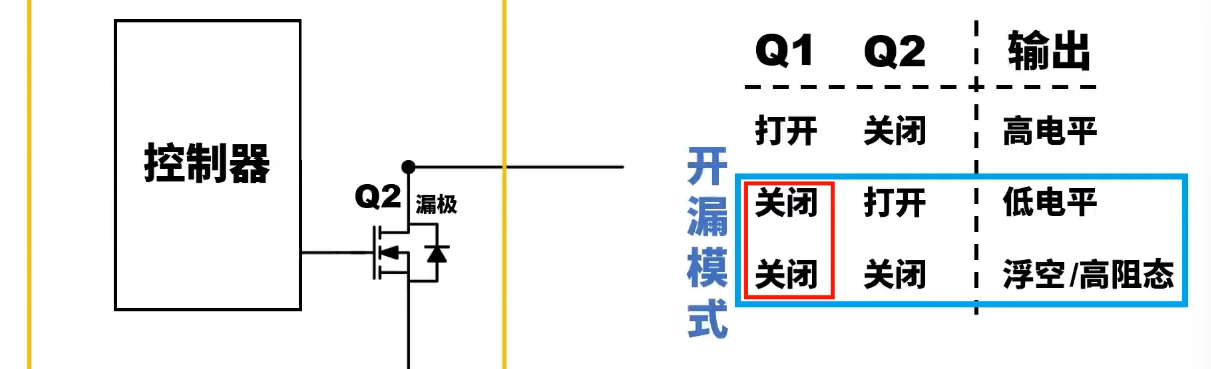 控制器
Q2 漏极
开漏模式
Q1 Q2 输出
打开 关闭 高电平
关闭 打开 低电平
关闭 关闭 浮空/高阻态